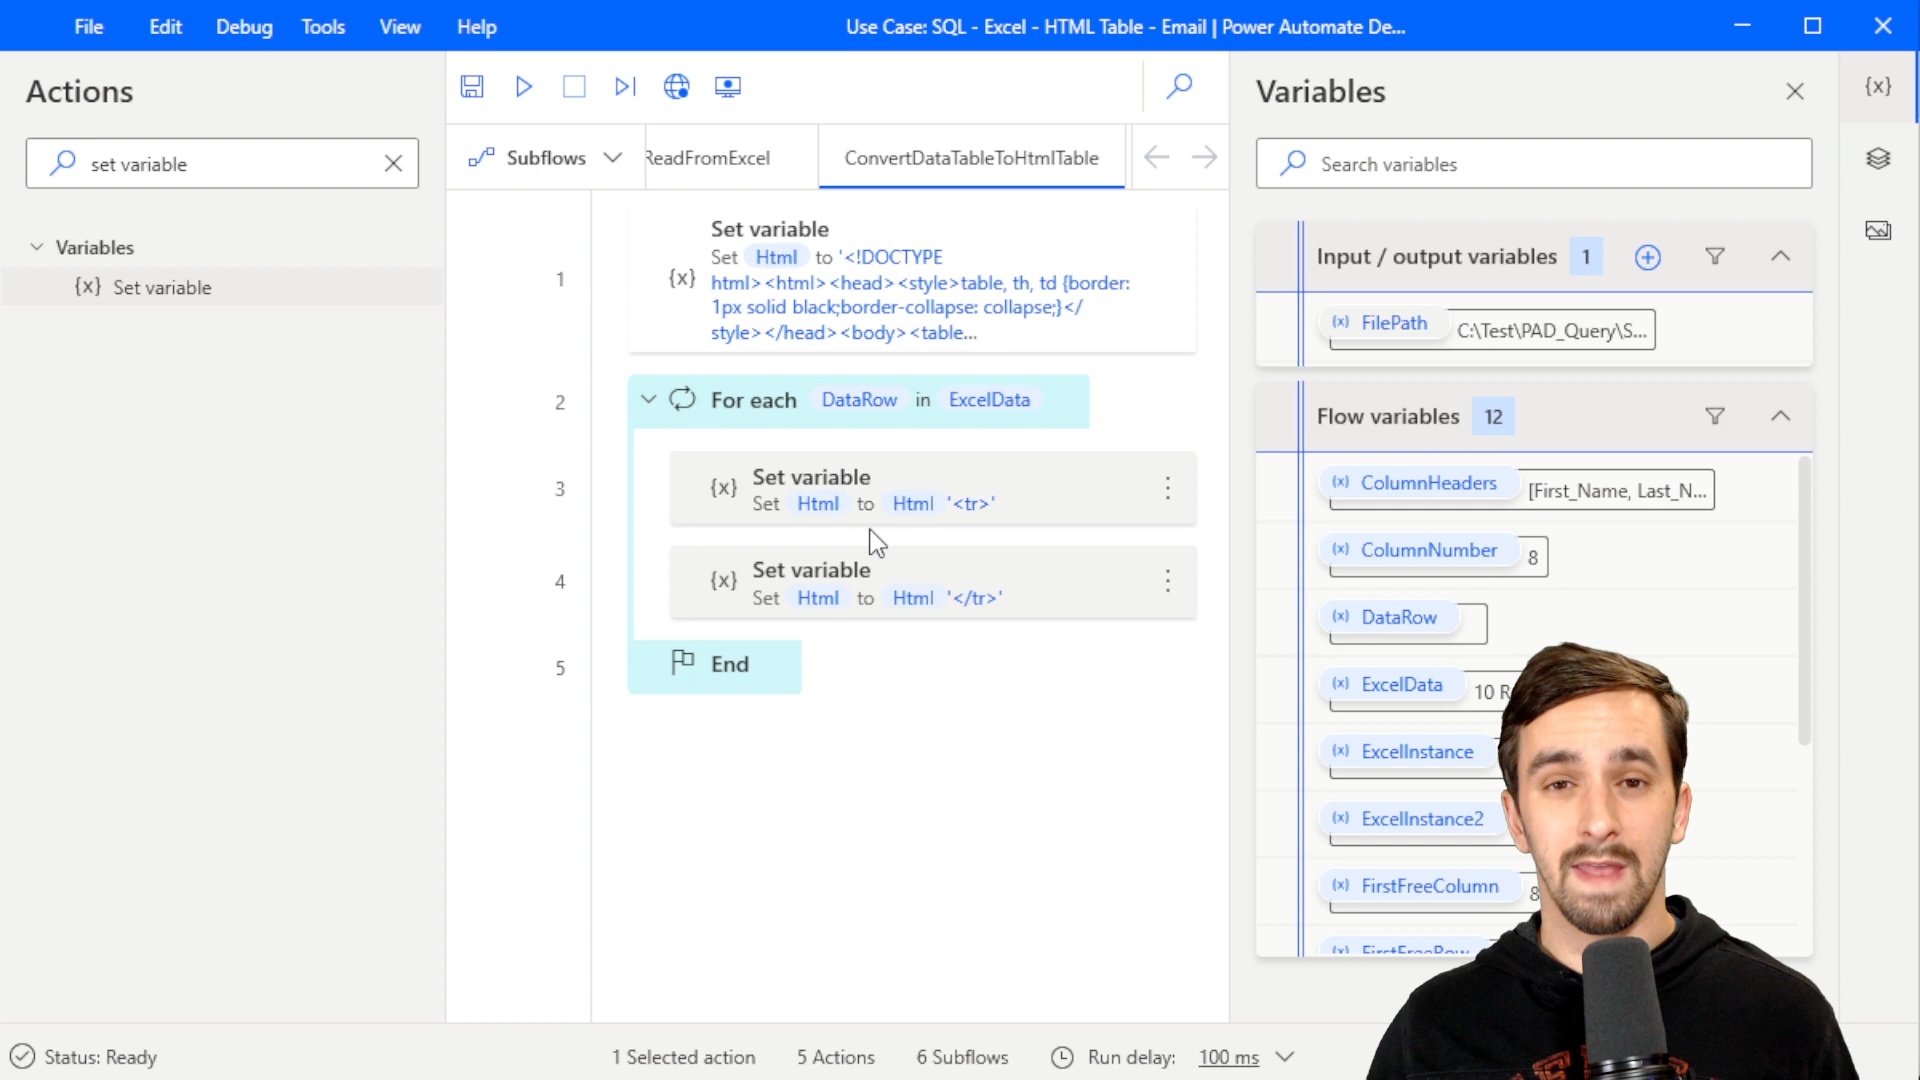 File Edit Debug Tools View Help
Use Case: SQL - Excel - HTML Table - Email | Power Automate De...
Actions
set variable
Variables
{x} Set variable
Subflows
ReadFromExcel
ConvertDataTableToHtmlTable
1
Set variable
Set Html to '<!DOCTYPE
html><html><head><style>table, th, td {border:
1px solid black;border-collapse: collapse;}</
style></head><body><table...
{x}
2
For each DataRow in ExcelData
3
{x}
Set variable
Set Html to Html '<tr>'
4
{x}
Set variable
Set Html to Html '</tr>'
5
End
Variables
{x}
Search variables
Input / output variables 1
(x) FilePath C:\Test\PAD_Query\S...
Flow variables 12
(x) ColumnHeaders [First_Name, Last_N...
(x) ColumnNumber 8
(x) DataRow
(x) ExcelData 10 R
(x) ExcelInstance
(x) ExcelInstance2
(x) FirstFreeColumn 8
(x) FirstFreeRow
Status: Ready
1 Selected action
5 Actions
6 Subflows
Run delay: 100 ms